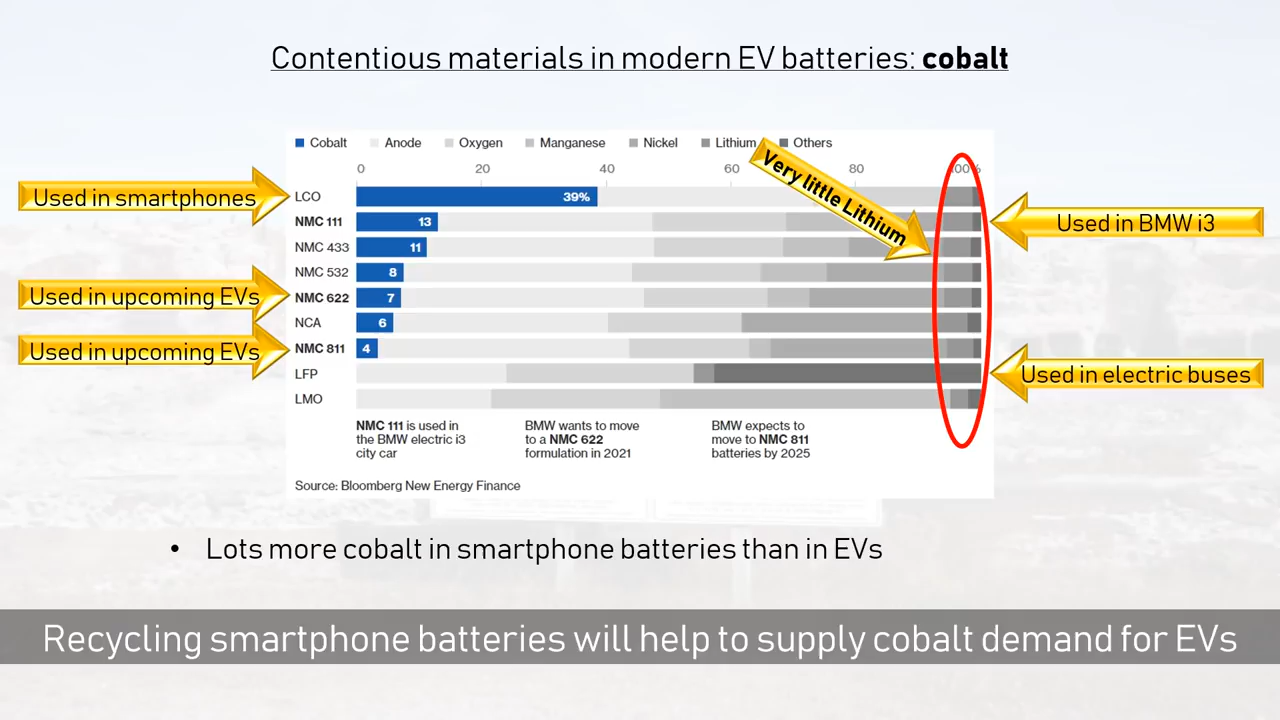 Contentious materials in modern EV batteries: cobalt
Cobalt Anode Oxygen Manganese Nickel Lithium Others
0 20 40 60 80 100%
Very little Lithium
Used in smartphones
LCO 39%
NMC 111 13
Used in BMW i3
NMC 433 11
NMC 532 8
Used in upcoming EVs
NMC 622 7
NCA 6
Used in upcoming EVs
NMC 811 4
LFP
Used in electric buses
LMO
NMC 111 is used in
the BMW electric i3
city car
BMW wants to move
to a NMC 622
formulation in 2021
BMW expects to
move to NMC 811
batteries by 2025
Source: Bloomberg New Energy Finance
• Lots more cobalt in smartphone batteries than in EVs
Recycling smartphone batteries will help to supply cobalt demand for EVs